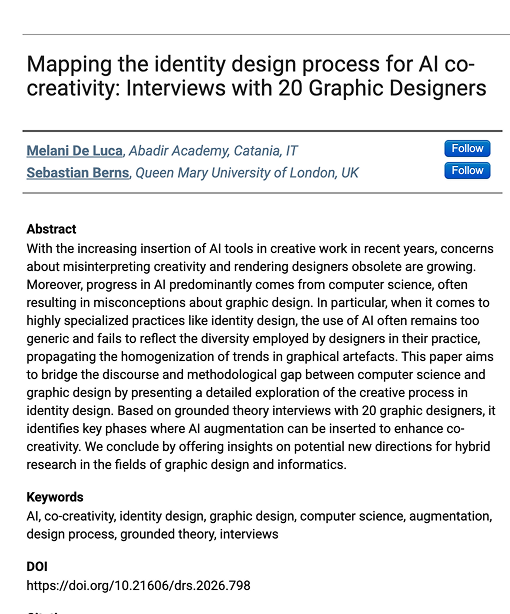 Mapping the identity design process for AI co-
creativity: Interviews with 20 Graphic Designers
Melani De Luca, Abadir Academy, Catania, IT
Follow
Sebastian Berns, Queen Mary University of London, UK
Follow
Abstract
With the increasing insertion of AI tools in creative work in recent years, concerns
about misinterpreting creativity and rendering designers obsolete are growing.
Moreover, progress in AI predominantly comes from computer science, often
resulting in misconceptions about graphic design. In particular, when it comes to
highly specialized practices like identity design, the use of AI often remains too
generic and fails to reflect the diversity employed by designers in their practice,
propagating the homogenization of trends in graphical artefacts. This paper aims
to bridge the discourse and methodological gap between computer science and
graphic design by presenting a detailed exploration of the creative process in
identity design. Based on grounded theory interviews with 20 graphic designers, it
identifies key phases where AI augmentation can be inserted to enhance co-
creativity. We conclude by offering insights on potential new directions for hybrid
research in the fields of graphic design and informatics.
Keywords
AI, co-creativity, identity design, graphic design, computer science, augmentation,
design process, grounded theory, interviews
DOI
https://doi.org/10.21606/drs.2026.798